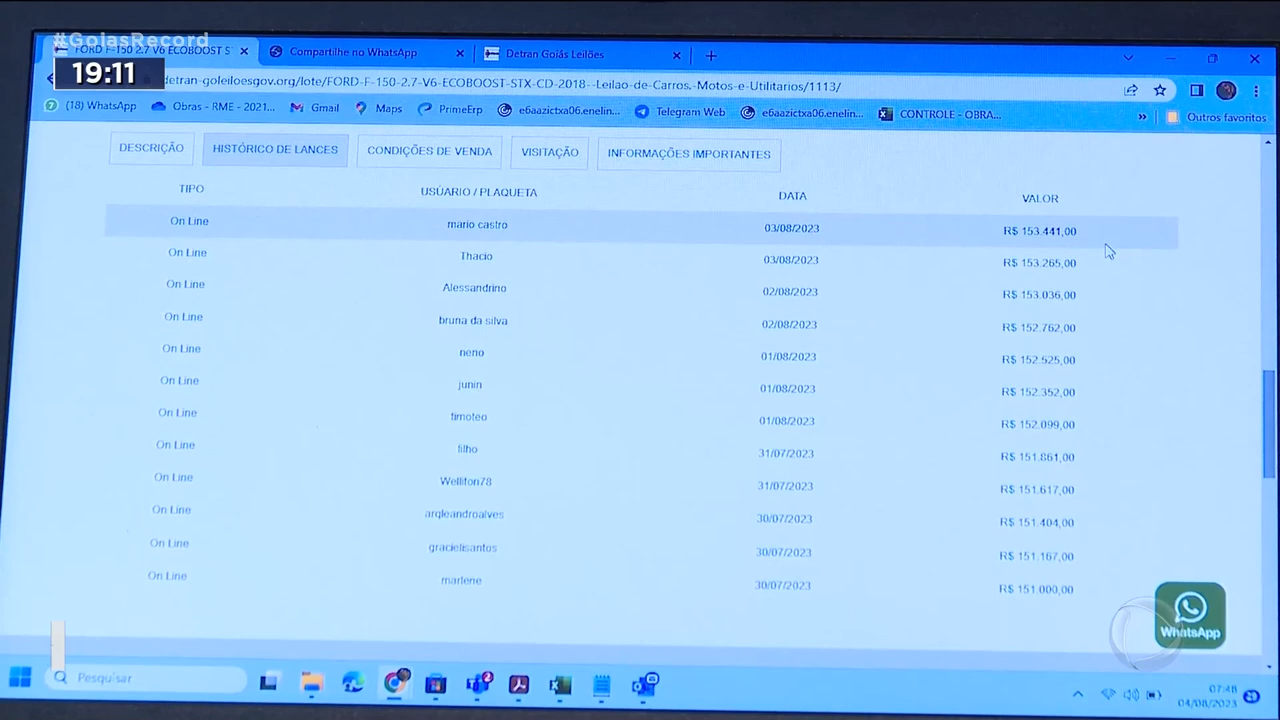 #GoiásRecord
19:11
FORD F-150 2.7 V6 ECOBOOST S
Compartilhe no WhatsApp
Detran Goiás Leilões
detran-goleiloesgov.org/lote/FORD-F-150-2.7-V6-ECOBOOST-STX-CD-2018--Leilao-de-Carros,-Motos-e-Utilitarios/1113/
(18) WhatsApp Obras - RME - 2021... Gmail Maps PrimeErp e6aazictxa06.enelin... Telegram Web e6aazictxa06.enelin... CONTROLE - OBRA... » Outros favoritos
DESCRIÇÃO HISTÓRICO DE LANCES CONDIÇÕES DE VENDA VISITAÇÃO INFORMAÇÕES IMPORTANTES
TIPO USUÁRIO / PLAQUETA DATA VALOR
On Line mario castro 03/08/2023 R$ 153.441,00
On Line Thacio 03/08/2023 R$ 153.265,00
On Line Alessandrino 02/08/2023 R$ 153.036,00
On Line bruna da silva 02/08/2023 R$ 152.762,00
On Line neno 01/08/2023 R$ 152.525,00
On Line junin 01/08/2023 R$ 152.352,00
On Line timoteo 01/08/2023 R$ 152.099,00
On Line filho 31/07/2023 R$ 151.861,00
On Line Welliton78 31/07/2023 R$ 151.617,00
On Line arqleandroalves 30/07/2023 R$ 151.404,00
On Line gracielisantos 30/07/2023 R$ 151.167,00
On Line marlene 30/07/2023 R$ 151.000,00
WhatsApp
Pesquisar
07:48
04/08/2023